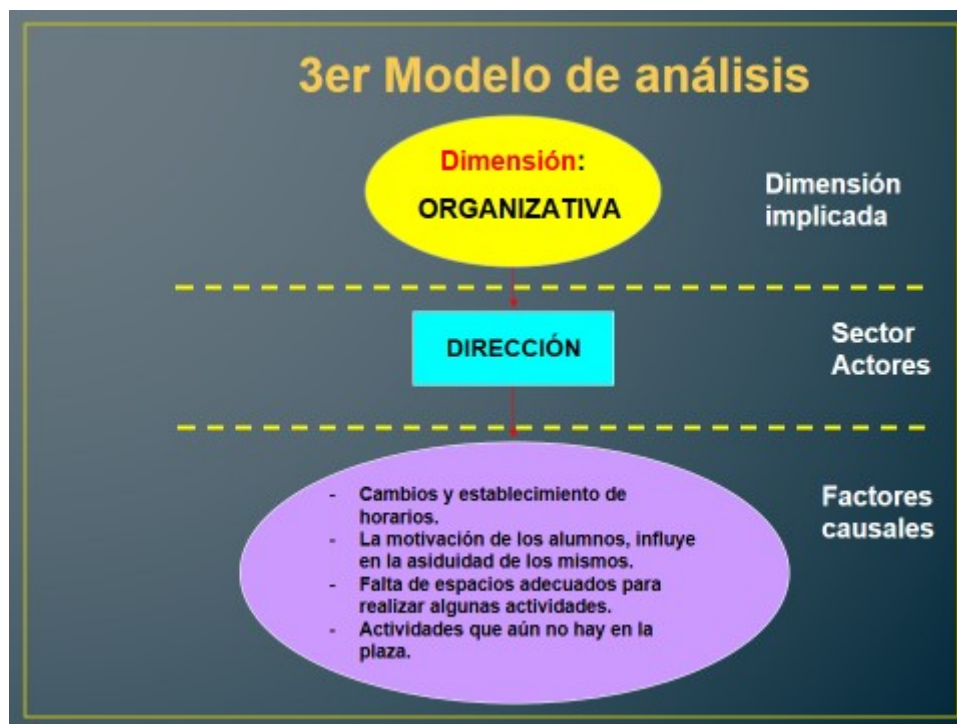 3er Modelo de análisis
Dimensión:
ORGANIZATIVA
Dimensión
implicada
DIRECCIÓN
Sector
Actores
- Cambios y establecimiento de
horarios.
- La motivación de los alumnos, influye
en la asiduidad de los mismos.
- Falta de espacios adecuados para
realizar algunas actividades.
- Actividades que aún no hay en la
plaza.
Factores
causales